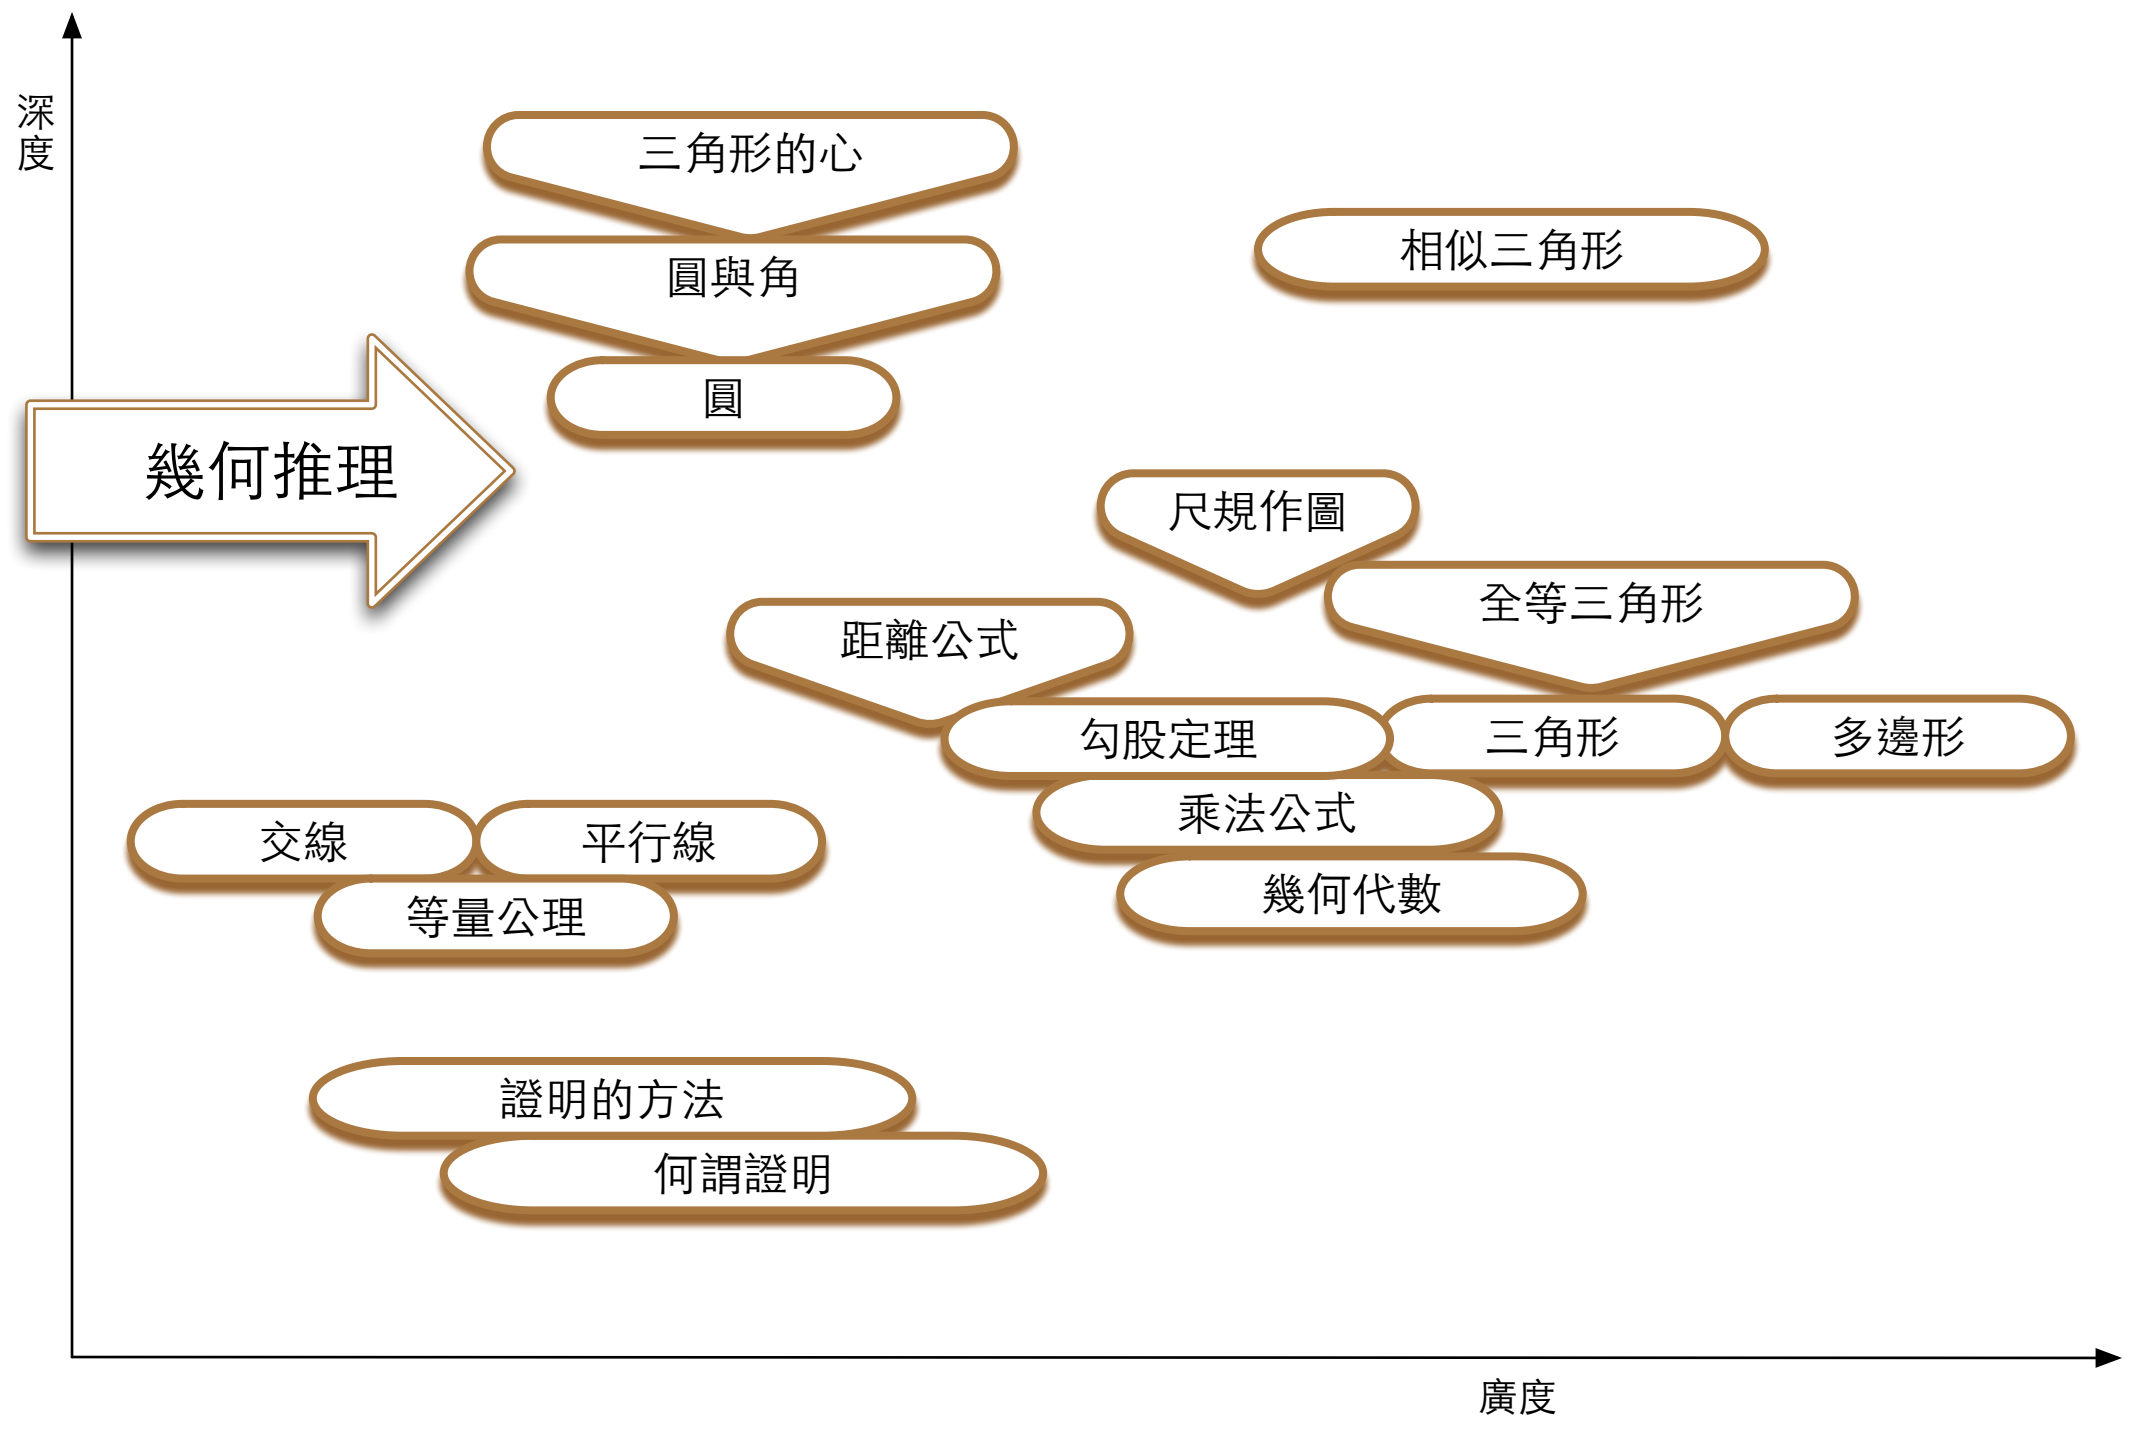 深度
三角形的心
相似三角形
圓與角
圓
幾何推理
尺規作圖
全等三角形
距離公式
勾股定理
三角形
多邊形
乘法公式
交線
平行線
幾何代數
等量公理
證明的方法
何謂證明
廣度